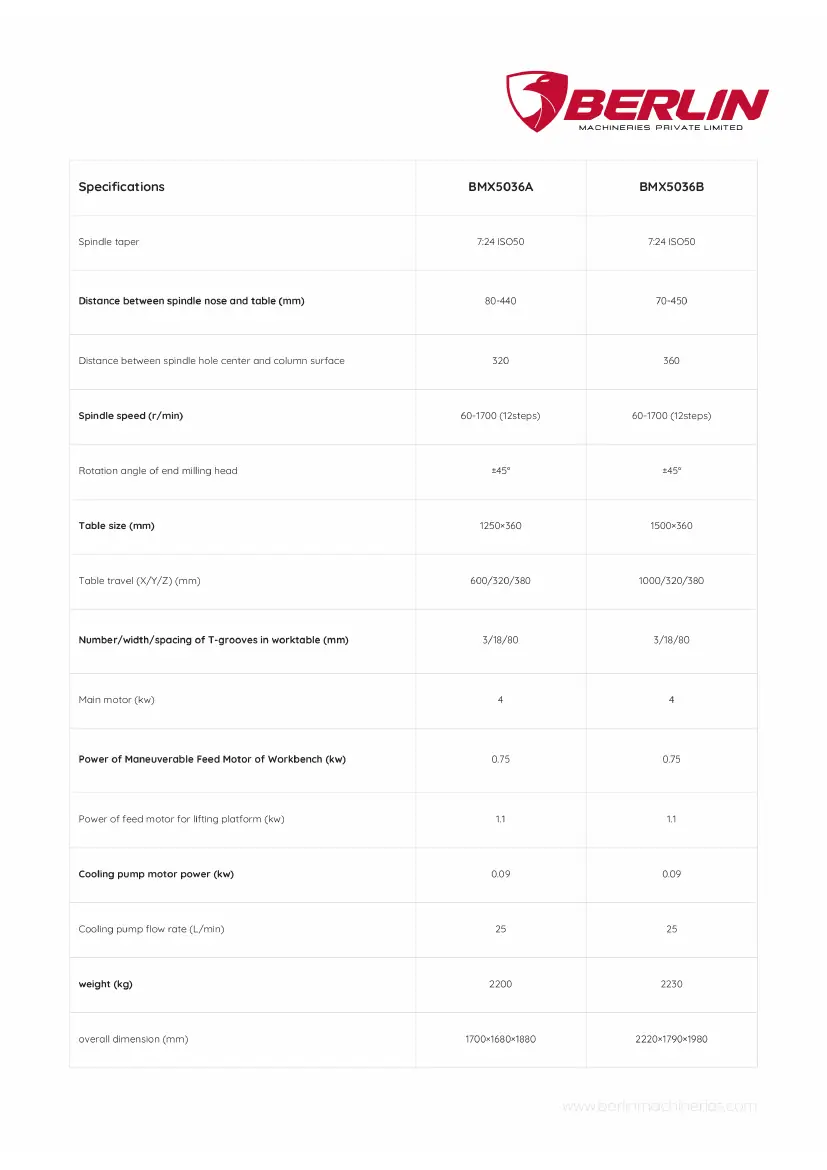 BERLIN
MACHINERIES PRIVATE LIMITED
Specifications BMX5036A BMX5036B
Spindle taper 7:24 ISO50 7:24 ISO50
Distance between spindle nose and table (mm) 80-440 70-450
Distance between spindle hole center and column surface 320 360
Spindle speed (r/min) 60-1700 (12steps) 60-1700 (12steps)
Rotation angle of end milling head ±45° ±45°
Table size (mm) 1250×360 1500×360
Table travel (X/Y/Z) (mm) 600/320/380 1000/320/380
Number/width/spacing of T-grooves in worktable (mm) 3/18/80 3/18/80
Main motor (kw) 4 4
Power of Maneuverable Feed Motor of Workbench (kw) 0.75 0.75
Power of feed motor for lifting platform (kw) 1.1 1.1
Cooling pump motor power (kw) 0.09 0.09
Cooling pump flow rate (L/min) 25 25
weight (kg) 2200 2230
overall dimension (mm) 1700×1680×1880 2220×1790×1980
www.berlinmachineries.com